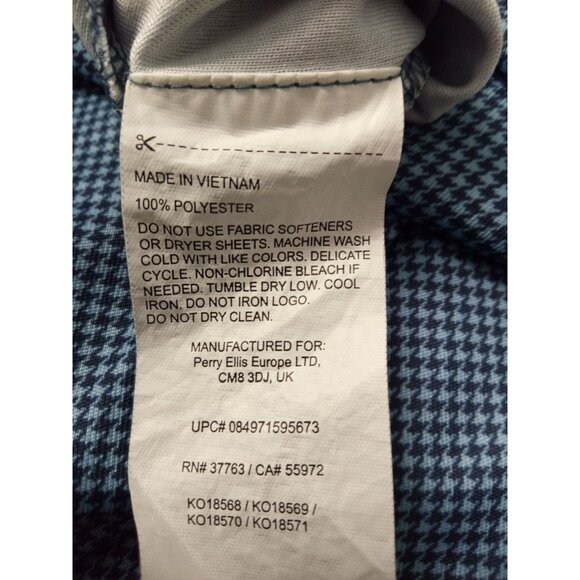 MADE IN VIETNAM
100% POLYESTER
DO NOT USE FABRIC SOFTENERS
OR DRYER SHEETS. MACHINE WASH
COLD WITH LIKE COLORS. DELICATE
CYCLE. NON-CHLORINE BLEACH IF
NEEDED. TUMBLE DRY LOW. COOL
IRON. DO NOT IRON LOGO.
DO NOT DRY CLEAN.
MANUFACTURED FOR:
Perry Ellis Europe LTD,
CM8 3DJ, UK
UPC# 084971595673
RN# 37763 / CA# 55972
KO18568 / KO18569 /
KO18570 / KO18571